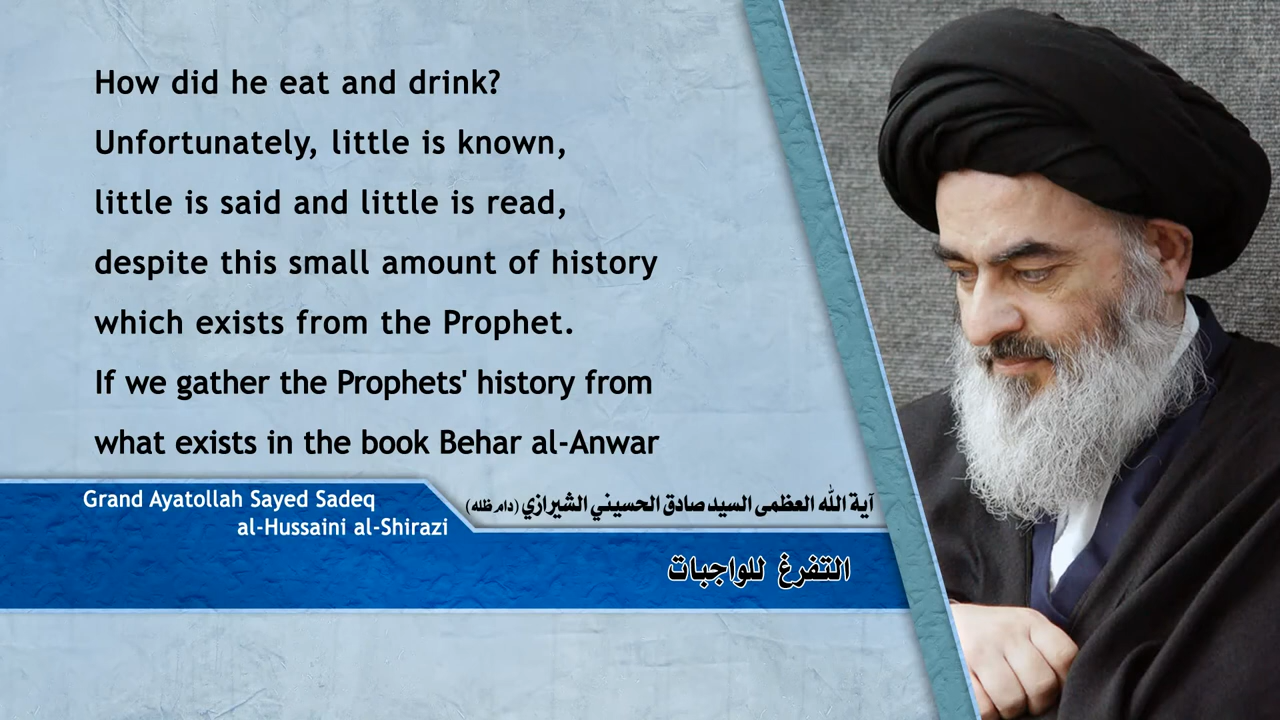 How did he eat and drink?
Unfortunately, little is known,
little is said and little is read,
despite this small amount of history
which exists from the Prophet.
If we gather the Prophets' history from
what exists in the book Behar al-Anwar
Grand Ayatollah Sayed Sadeq
al-Hussaini al-Shirazi
آية الله العظمى السيد صادق الحسيني الشيرازي (دام ظله)
التفرغ للواجبات